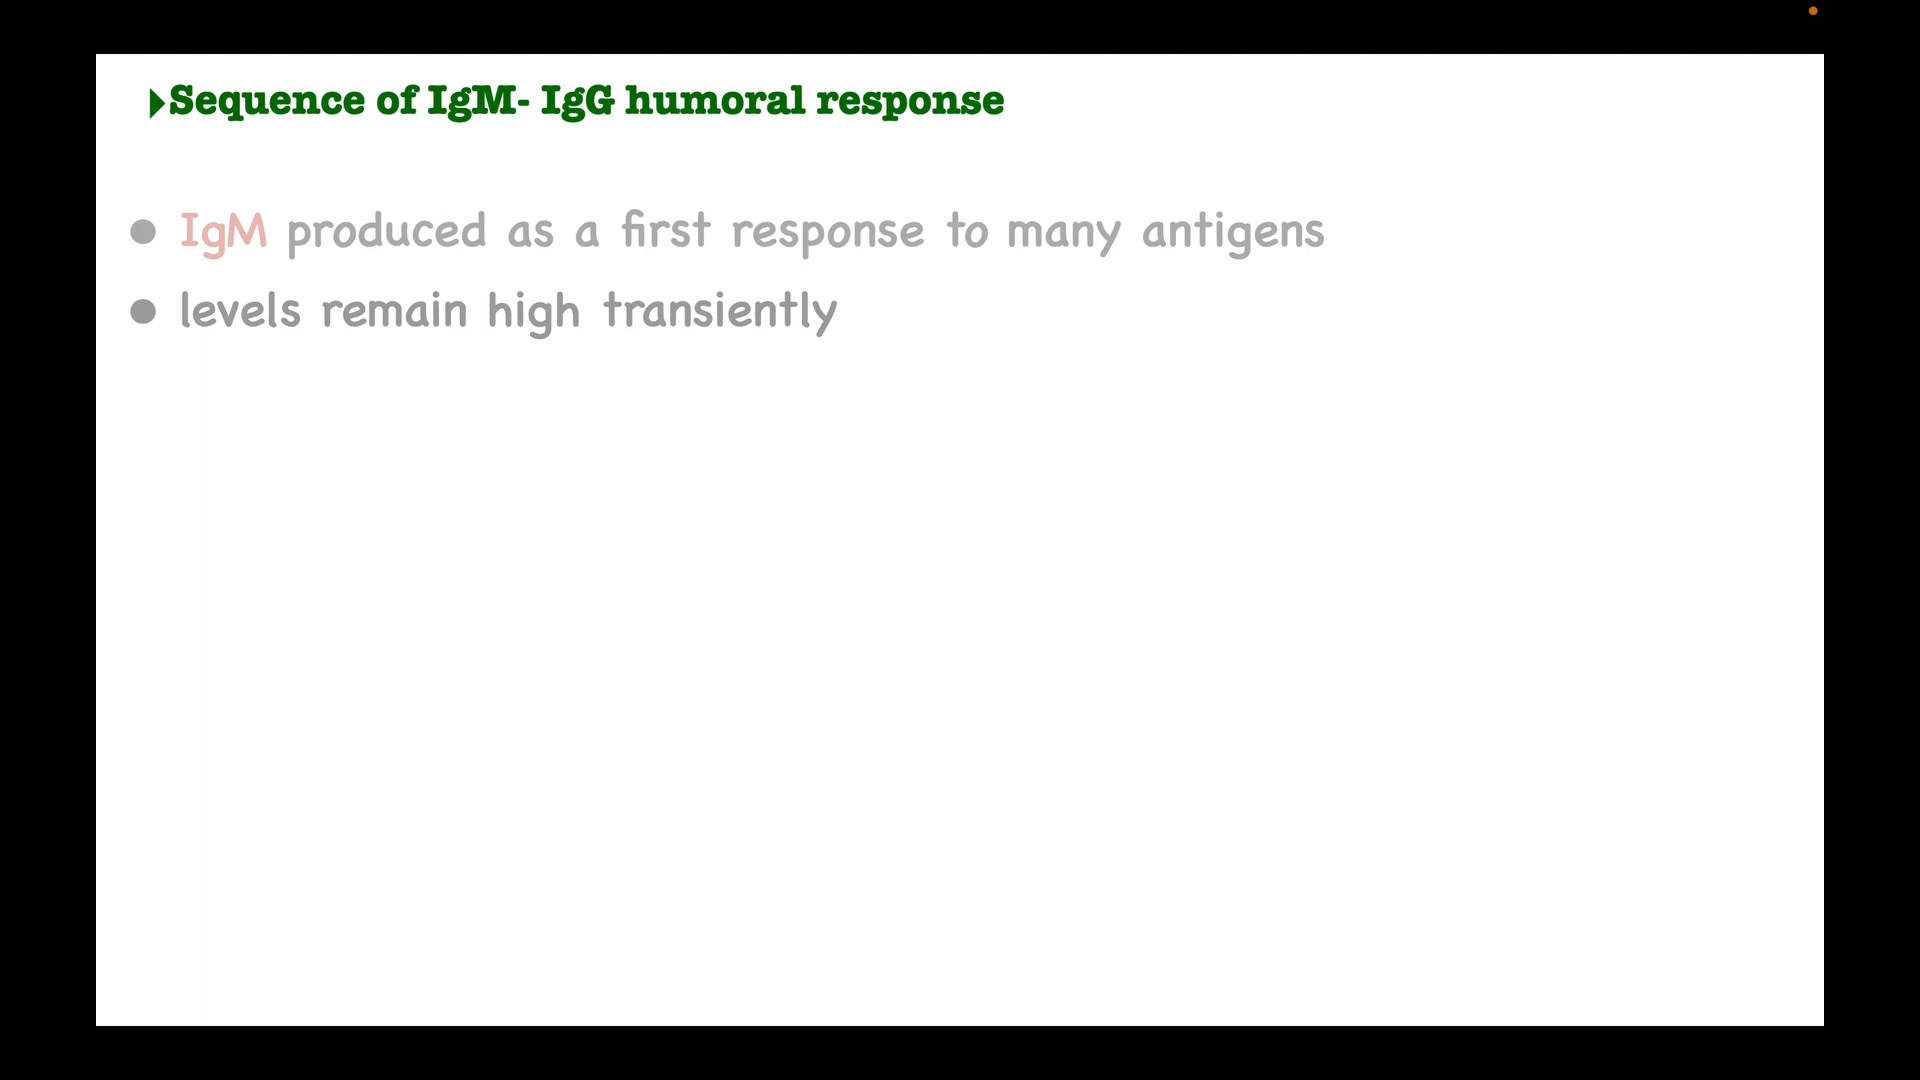 Sequence of IgM- IgG humoral response
IgM produced as a first response to many antigens
levels remain high transiently